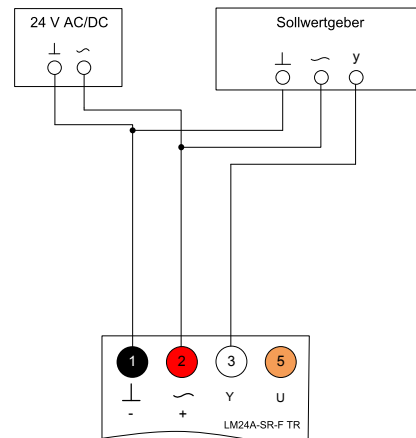 24 V AC/DC
Sollwertgeber
⊥ ~
⊥ ~ y
1 2 3 5
⊥ ~ Y U
- +
LM24A-SR-F TR